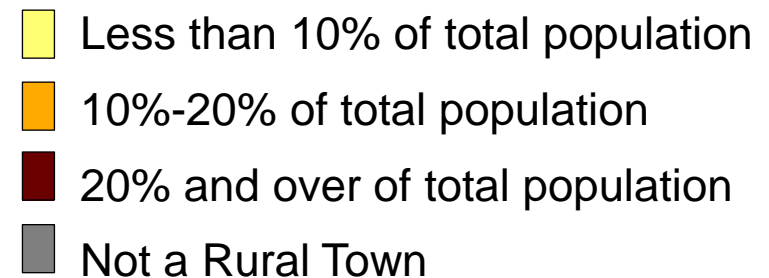 Less than 10% of total population
10%-20% of total population
20% and over of total population
Not a Rural Town